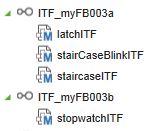 ITF_myFB003a
latchITF
stairCaseBlinkITF
staircaseITF
ITF_myFB003b
stopwatchITF